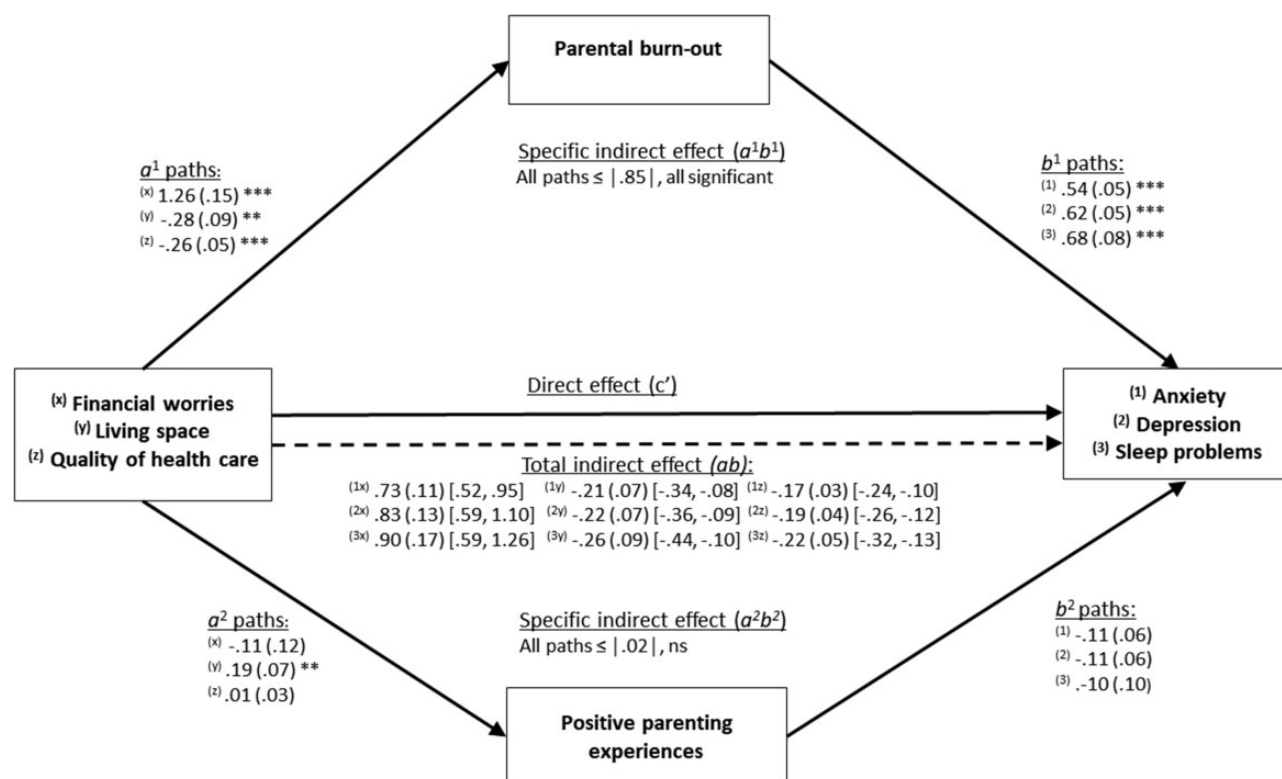 Parental burn-out
Specific indirect effect (a¹b¹)
All paths ≤ |.85|, all significant
a¹ paths:
(x) 1.26 (.15) ***
(y) -.28 (.09) **
(z) -.26 (.05) ***
b¹ paths:
(1) .54 (.05) ***
(2) .62 (.05) ***
(3) .68 (.08) ***
(x) Financial worries
(y) Living space
(z) Quality of health care
Direct effect (c’)
(1) Anxiety
(2) Depression
(3) Sleep problems
Total indirect effect (ab):
(1x) .73 (.11) [.52, .95] (1y) -.21 (.07) [-.34, -.08] (1z) -.17 (.03) [-.24, -.10]
(2x) .83 (.13) [.59, 1.10] (2y) -.22 (.07) [-.36, -.09] (2z) -.19 (.04) [-.26, -.12]
(3x) .90 (.17) [.59, 1.26] (3y) -.26 (.09) [-.44, -.10] (3z) -.22 (.05) [-.32, -.13]
a² paths:
(x) -.11 (.12)
(y) .19 (.07) **
(z) .01 (.03)
Specific indirect effect (a²b²)
All paths ≤ |.02|, ns
b² paths:
(1) -.11 (.06)
(2) -.11 (.06)
(3) .-10 (.10)
Positive parenting
experiences